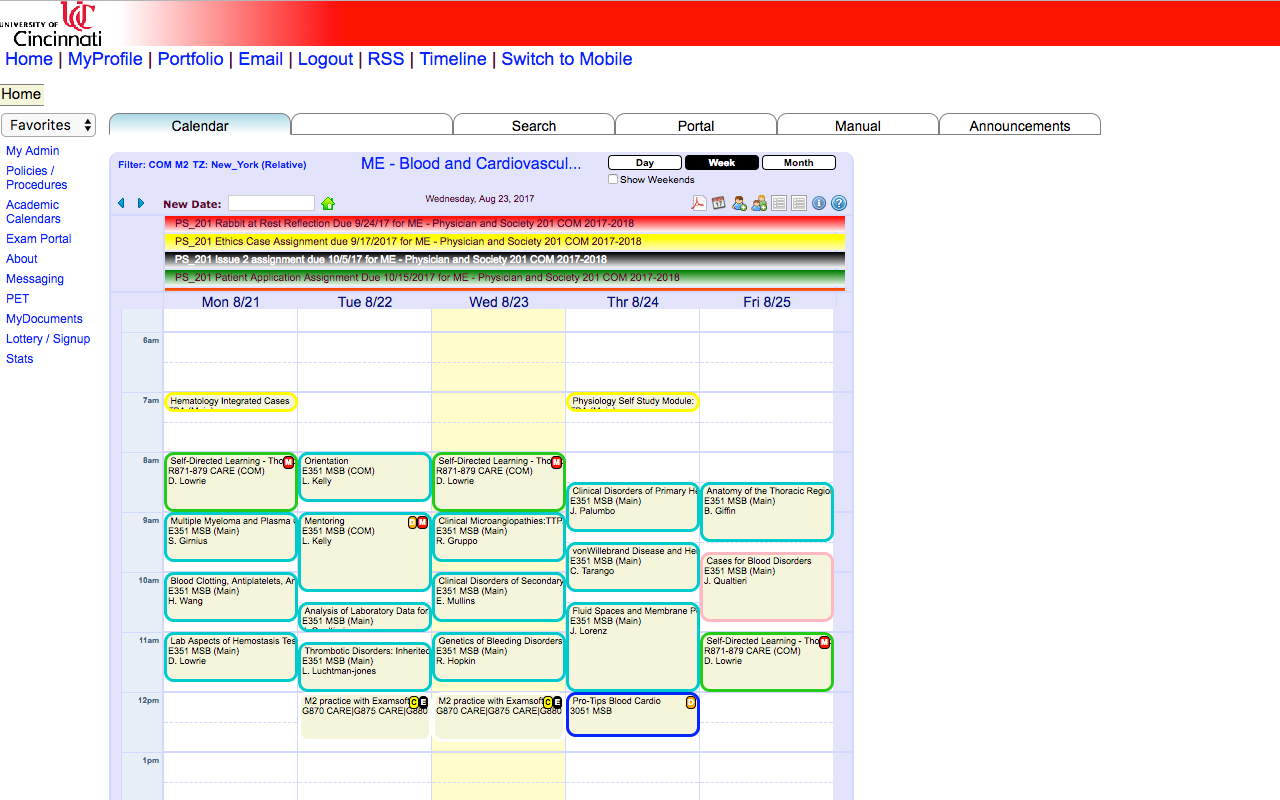 UNIVERSITY OF
Cincinnati
Home | MyProfile | Portfolio | Email | Logout | RSS | Timeline | Switch to Mobile
Home
Favorites
Calendar
Search
Portal
Manual
Announcements
My Admin
Policies /
Procedures
Academic
Calendars
Exam Portal
About
Messaging
PET
MyDocuments
Lottery / Signup
Stats
Filter: COM M2 TZ: New_York (Relative)
ME - Blood and Cardiovascul...
Day
Week
Month
Show Weekends
New Date:
Wednesday, Aug 23, 2017
PS_201 Rabbit at Rest Reflection Due 9/24/17 for ME - Physician and Society 201 COM 2017-2018
PS_201 Ethics Case Assignment due 9/17/2017 for ME - Physician and Society 201 COM 2017-2018
PS_201 Issue 2 assignment due 10/5/17 for ME - Physician and Society 201 COM 2017-2018
PS_201 Patient Application Assignment Due 10/15/2017 for ME - Physician and Society 201 COM 2017-2018
Mon 8/21
Tue 8/22
Wed 8/23
Thr 8/24
Fri 8/25
6am
7am
8am
9am
10am
11am
12pm
1pm
Hematology Integrated Cases
Self-Directed Learning -
M
R871-879 CARE (COM)
D. Lowrie
Multiple Myeloma and Plasma
E351 MSB (Main)
S. Girnius
Blood Clotting, Antiplatelets,
E351 MSB (Main)
H. Wang
Lab Aspects of Hemostasis
E351 MSB (Main)
D. Lowrie
Orientation
E351 MSB (COM)
L. Kelly
Mentoring
D M
E351 MSB (COM)
L. Kelly
Analysis of Laboratory Data for
E351 MSB (Main)
Thrombotic Disorders: Inherited
E351 MSB (Main)
L. Luchtman-jones
M2 practice with Examsoft
C E
G870 CARE|G875 CARE|G880
Self-Directed Learning -
M
R871-879 CARE (COM)
D. Lowrie
Clinical Microangiopathies:TTP
E351 MSB (Main)
R. Gruppo
Clinical Disorders of Secondary
E351 MSB (Main)
E. Mullins
Genetics of Bleeding Disorders
E351 MSB (Main)
R. Hopkin
M2 practice with Examsoft
C E
G870 CARE|G875 CARE|G880
Physiology Self Study Module:
Clinical Disorders of Primary
E351 MSB (Main)
J. Palumbo
vonWillebrand Disease and
E351 MSB (Main)
C. Tarango
Fluid Spaces and Membrane
E351 MSB (Main)
J. Lorenz
Pro-Tips Blood Cardio
D
3051 MSB
Anatomy of the Thoracic Region
E351 MSB (Main)
B. Giffin
Cases for Blood Disorders
E351 MSB (Main)
J. Qualtieri
Self-Directed Learning -
M
R871-879 CARE (COM)
D. Lowrie